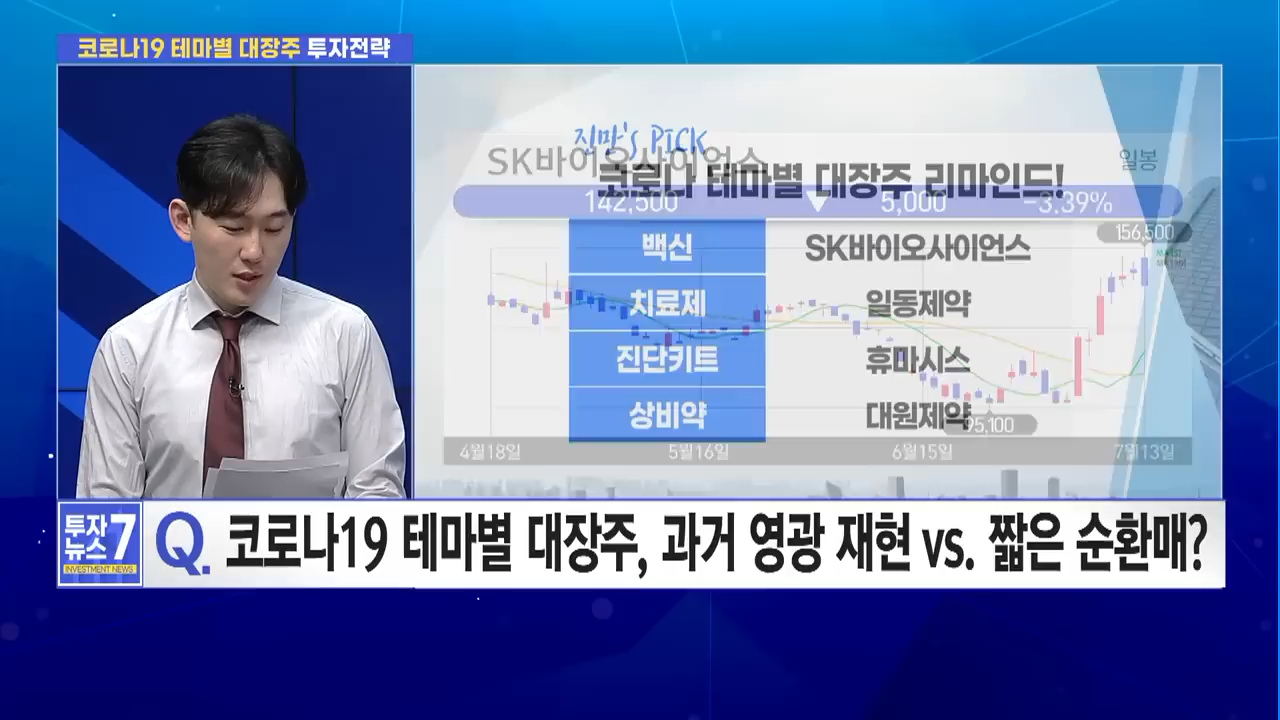 코로나19 테마별 대장주 투자전략
진망's PICK
SK바이오사이언스
일봉
코로나 테마별 대장주 리마인드!
142,500 ▼ 5,000 -3.39%
156,500
백신 SK바이오사이언스
치료제 일동제약
진단키트 휴마시스
상비약 대원제약
95,100
4월18일 5월16일 6월15일 7월13일
투자
뉴스7
INVESTMENT NEWS
Q. 코로나19 테마별 대장주, 과거 영광 재현 vs. 짧은 순환매?